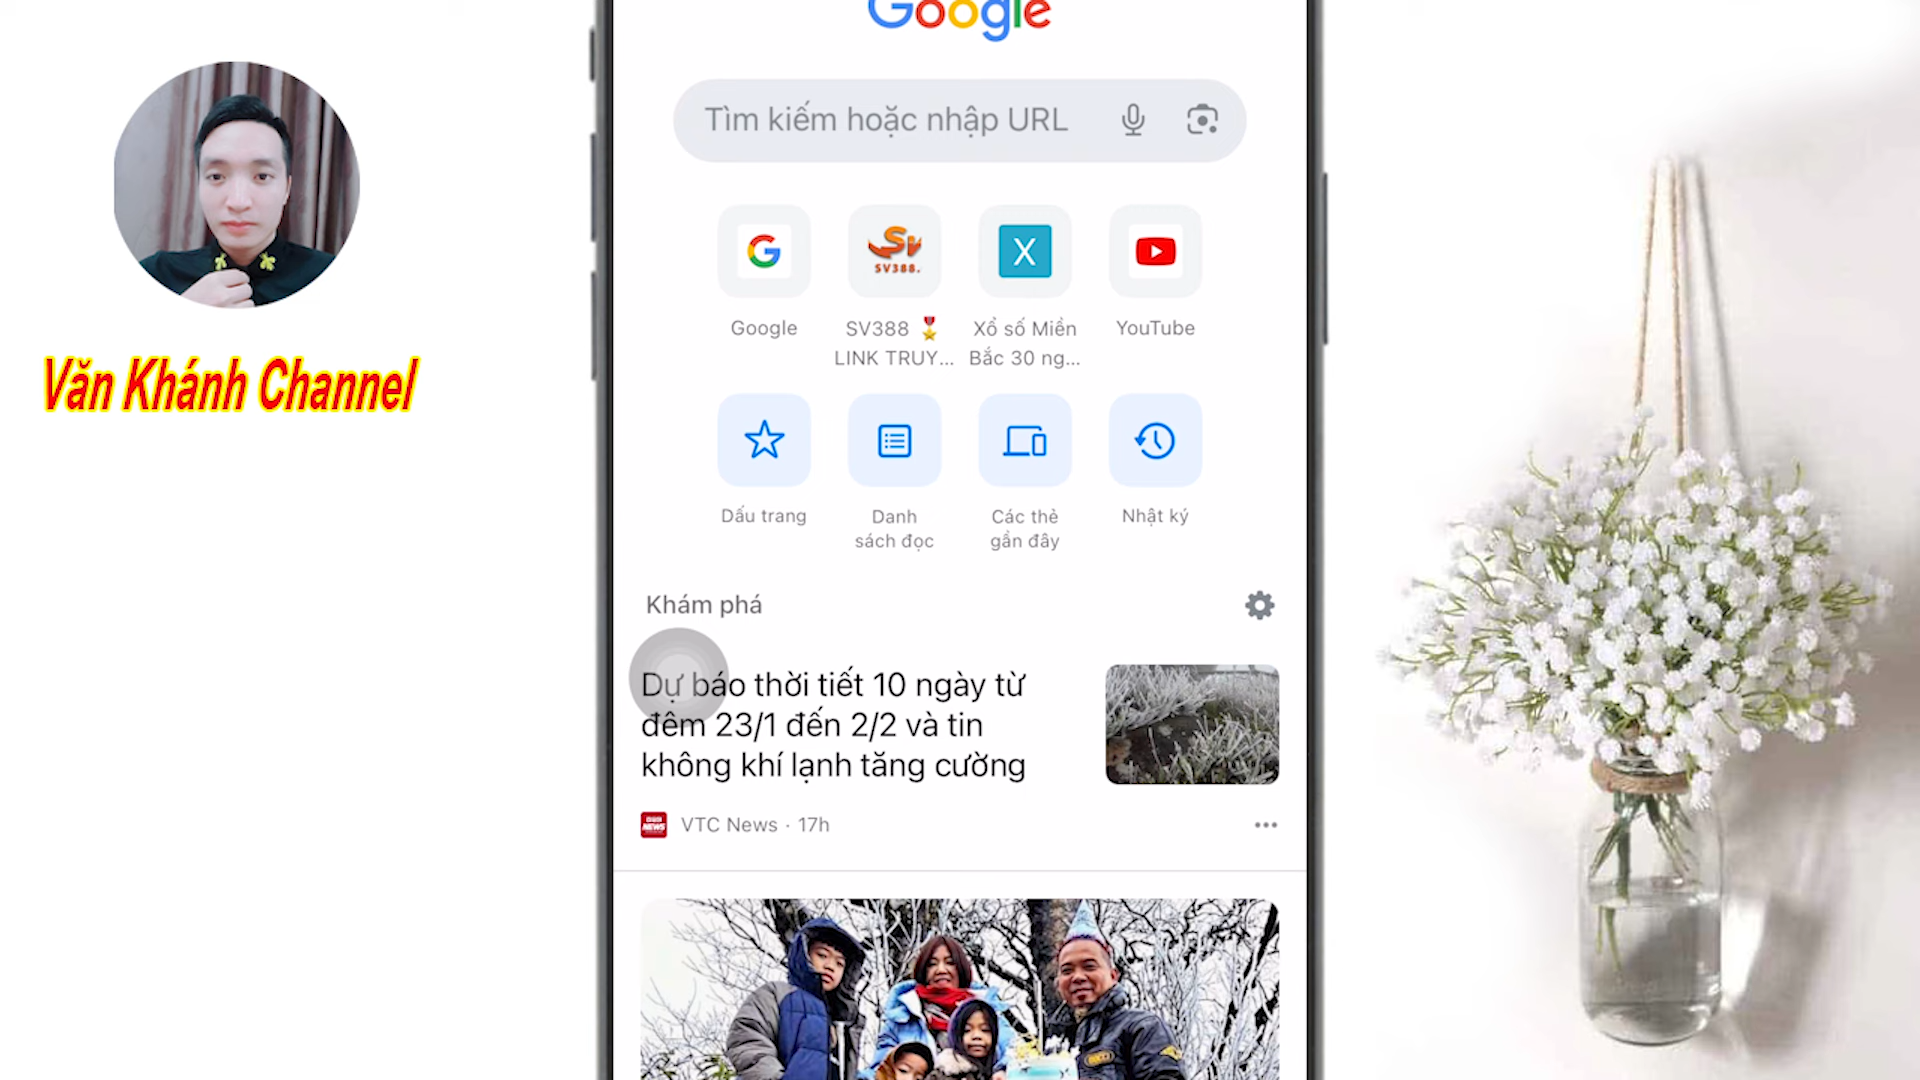 Google
Tìm kiếm hoặc nhập URL
SV388.
X
Google
SV388 🎖
LINK TRUY...
Xổ số Miền
Bắc 30 ng...
YouTube
Văn Khánh Channel
Dấu trang
Danh
sách đọc
Các thẻ
gần đây
Nhật ký
Khám phá
Dự báo thời tiết 10 ngày từ
đêm 23/1 đến 2/2 và tin
không khí lạnh tăng cường
NEWS
VTC News · 17h